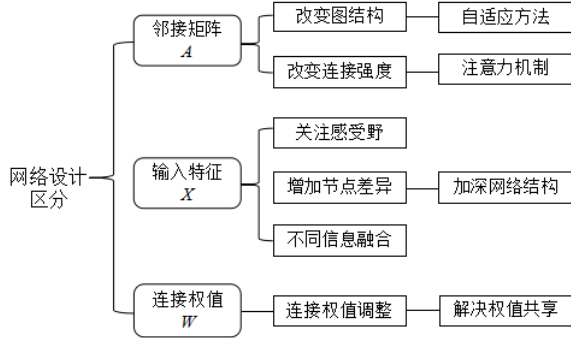 网络设计
区分
邻接矩阵
A
改变图结构
自适应方法
改变连接强度
注意力机制
输入特征
X
关注感受野
增加节点差异
加深网络结构
不同信息融合
连接权值
W
连接权值调整
解决权值共享